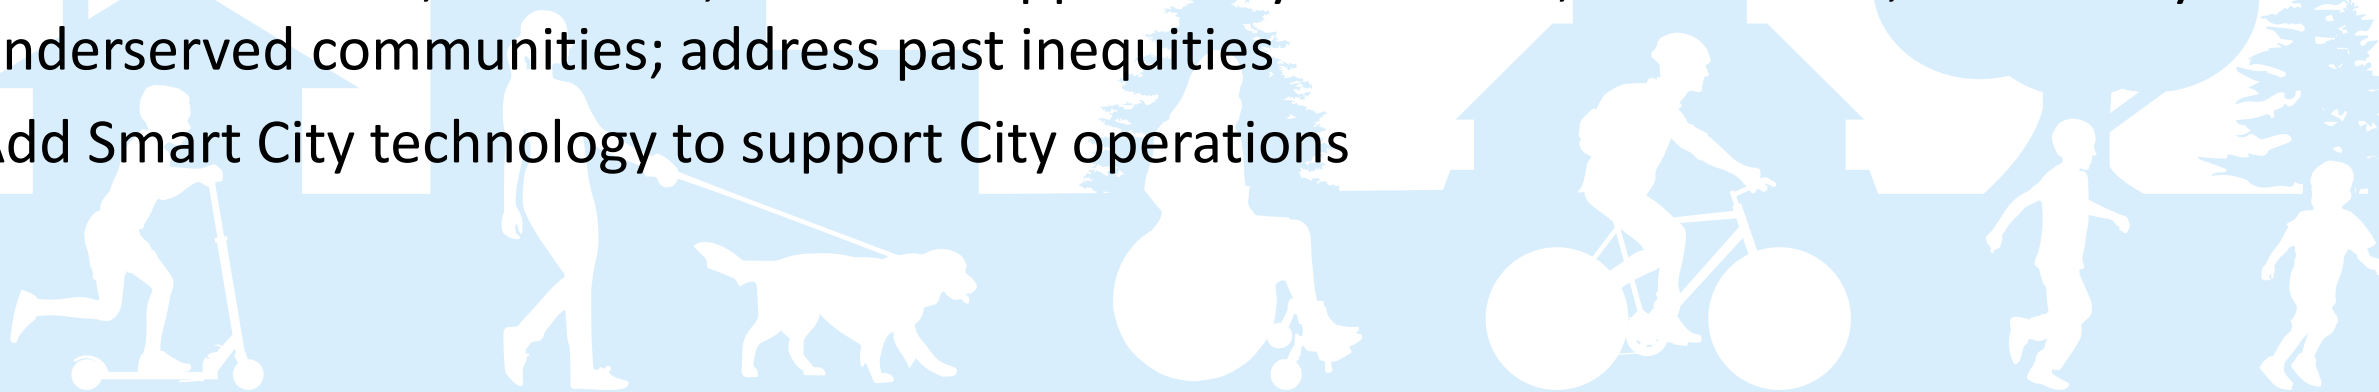 nderserved communities; address past inequities
dd Smart City technology to support City operations